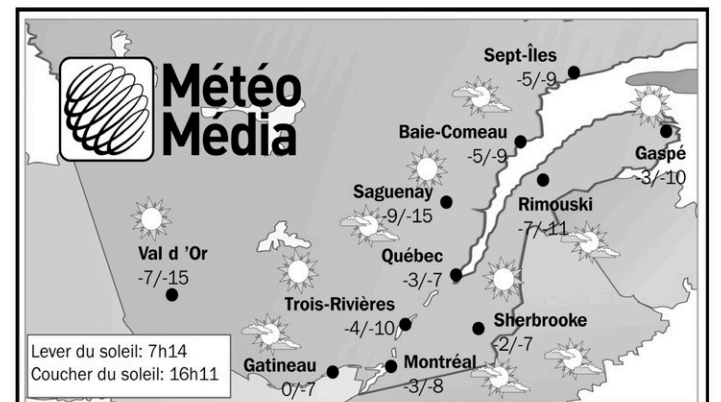 Météo
Média
Sept-Îles
-5/-9
Baie-Comeau
-5/-9
Gaspé
-3/-10
Saguenay
-9/-15
Rimouski
-7/-11
Val d 'Or
-7/-15
Québec
-3/-7
Trois-Rivières
-4/-10
Sherbrooke
-2/-7
Gatineau
0/-7
Montréal
-3/-8
Lever du soleil: 7h14
Coucher du soleil: 16h11